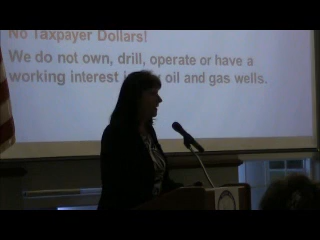 No Taxpayer Dollars!
We do not own, drill, operate or have a
working interest oil and gas wells.